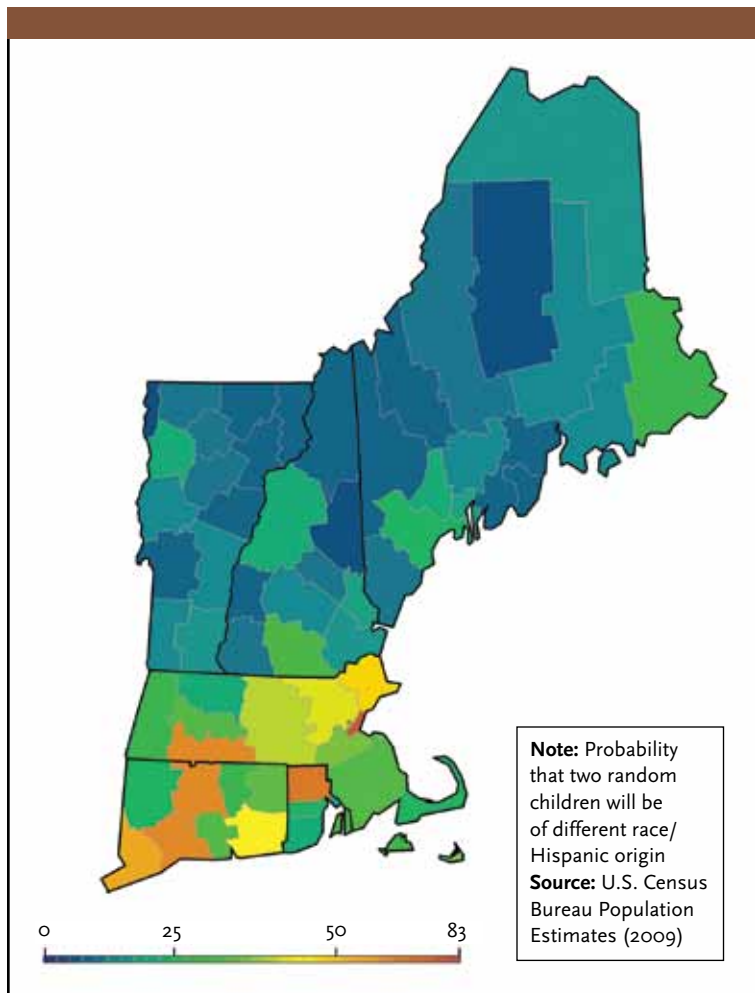 Note: Probability
that two random
children will be
of different race/
Hispanic origin
Source: U.S. Census
Bureau Population
Estimates (2009)
0 25 50 83